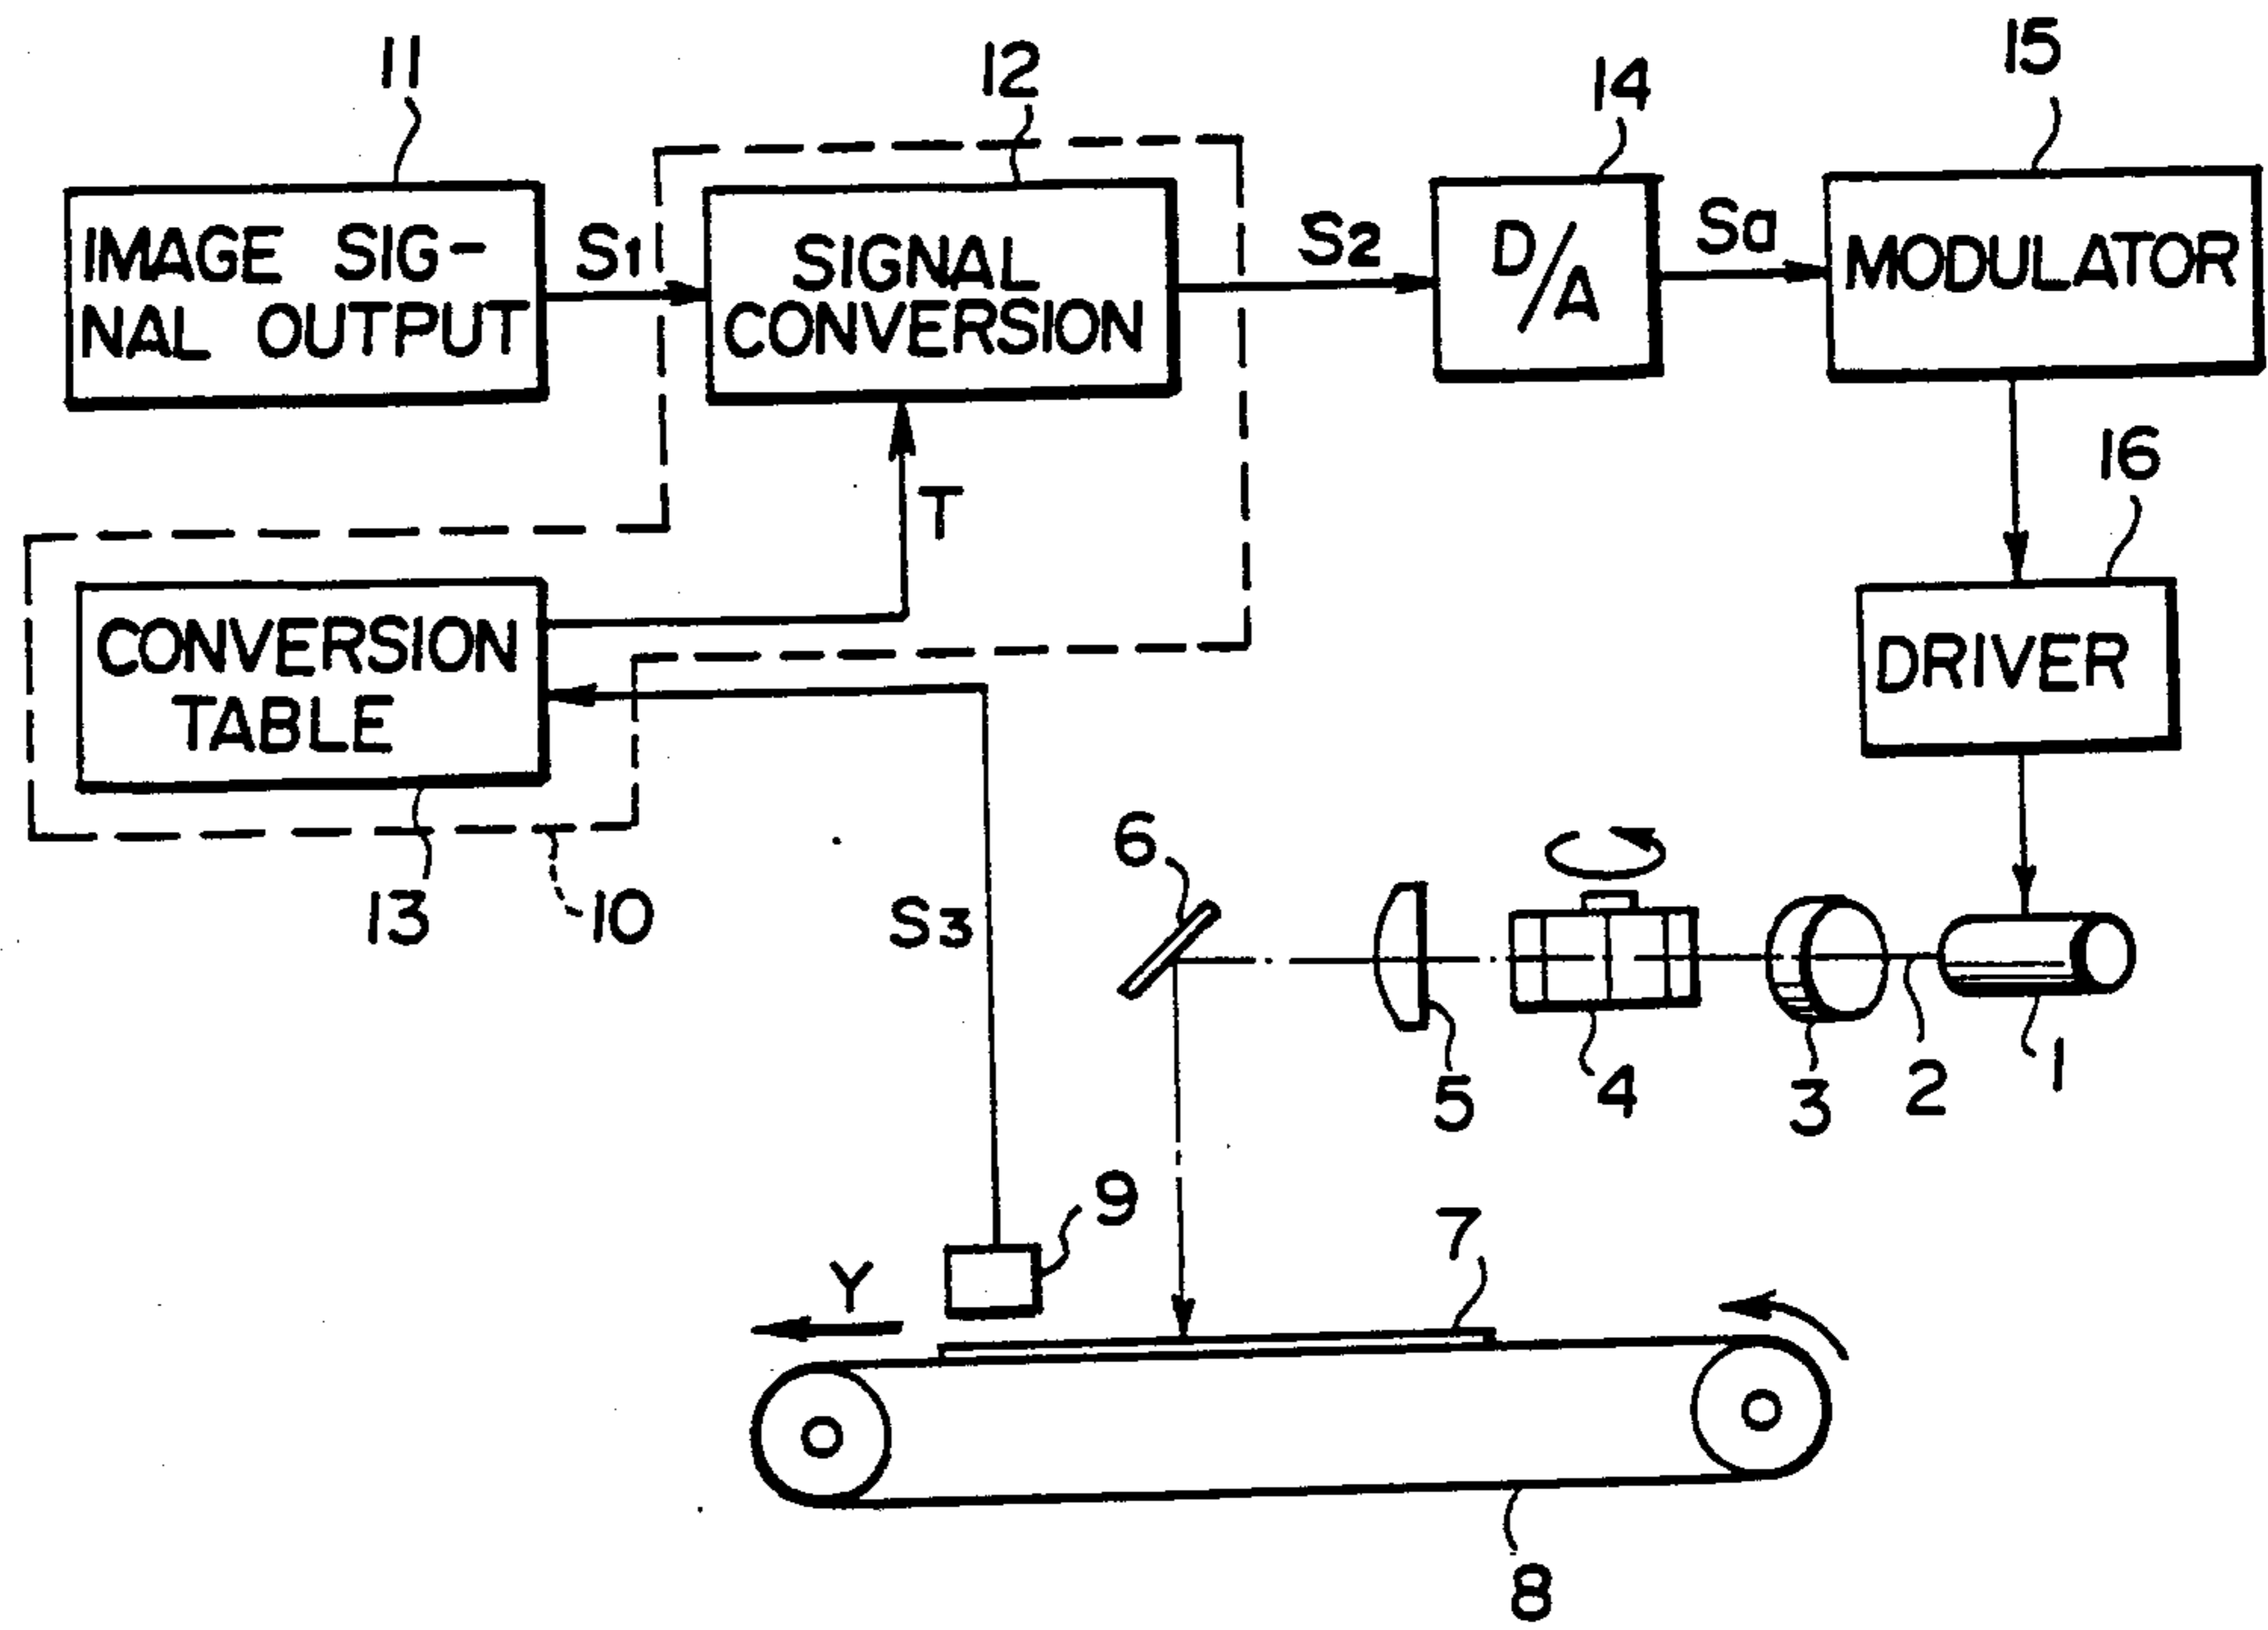 11
12
14
15
IMAGE SIG-
NAL OUTPUT
S1
SIGNAL
CONVERSION
S2
D/A
Sa
MODULATOR
T
16
CONVERSION
TABLE
DRIVER
13
10
S3
6
5
4
3
2
1
9
Y
7
8